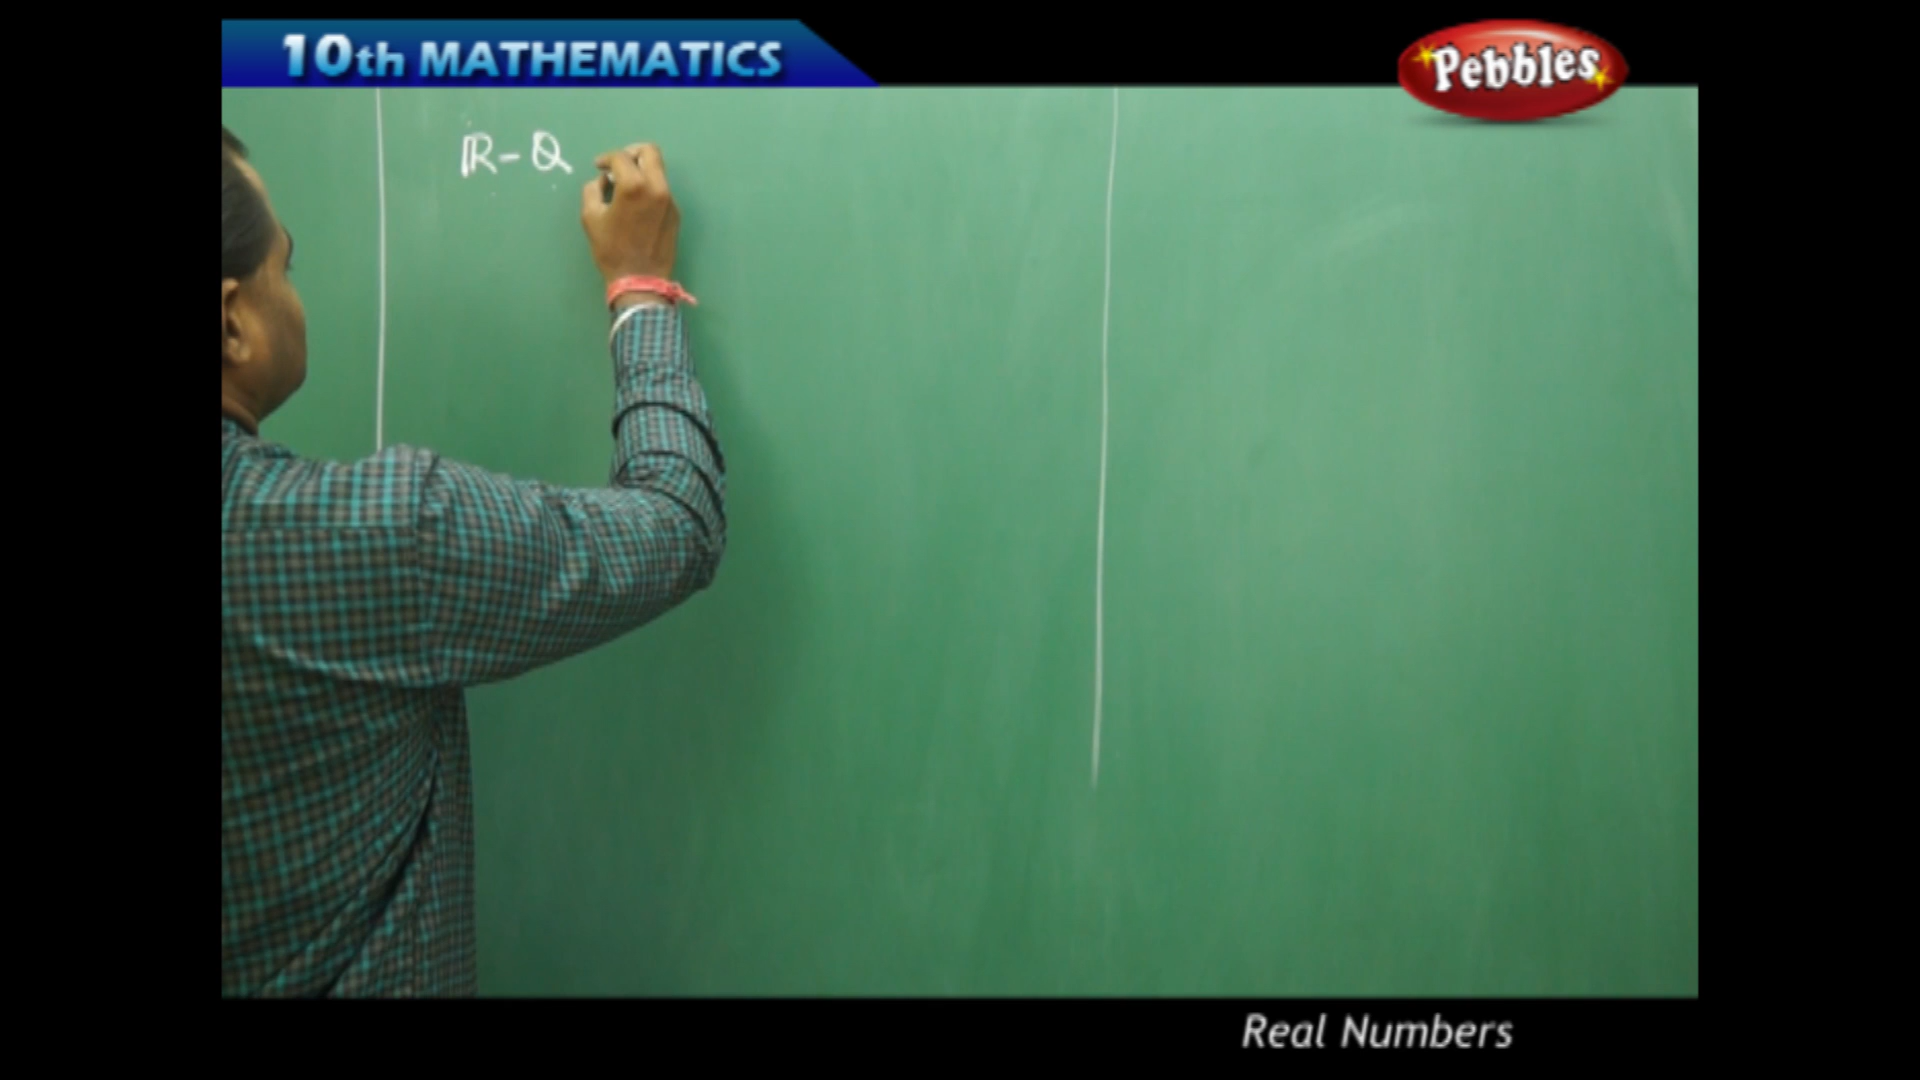 10th MATHEMATICS
Pebbles
ℝ - ℚ
Real Numbers